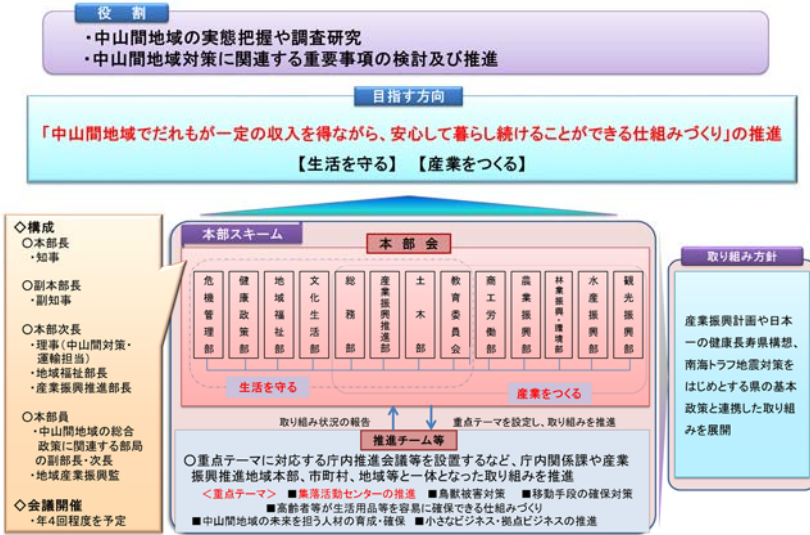 役 割
・中山間地域の実態把握や調査研究
・中山間地域対策に関連する重要事項の検討及び推進
目指す方向
「中山間地域でだれもが一定の収入を得ながら、安心して暮らし続けることができる仕組みづくり」の推進
【生活を守る】 【産業をつくる】
◇構成
○本部長
・知事
○副本部長
・副知事
○本部次長
・理事(中山間対策・
運輸担当)
・地域福祉部長
・産業振興推進部長
○本部員
・中山間地域の総合
政策に関連する部局
の副部長・次長
・地域産業振興監
◇会議開催
・年4回程度を予定
本部スキーム
本 部 会
危機管理部
健康政策部
地域福祉部
文化生活部
総務部
産業振興推進部
土木部
教育委員会
商工労働部
農業振興部
林業振興・環境部
水産振興部
観光振興部
生活を守る
産業をつくる
取り組み状況の報告
重点テーマを設定し、取り組みを推進
推進チーム等
○重点テーマに対応する庁内推進会議等を設置するなど、庁内関係課や産業
振興推進地域本部、市町村、地域等と一体となった取り組みを推進
<重点テーマ> ■集落活動センターの推進 ■鳥獣被害対策 ■移動手段の確保対策
■高齢者等が生活用品等を容易に確保できる仕組みづくり
■中山間地域の未来を担う人材の育成・確保 ■小さなビジネス・拠点ビジネスの推進
取り組み方針
産業振興計画や日本
一の健康長寿県構想、
南海トラフ地震対策を
はじめとする県の基本
政策と連携した取り組
みを展開